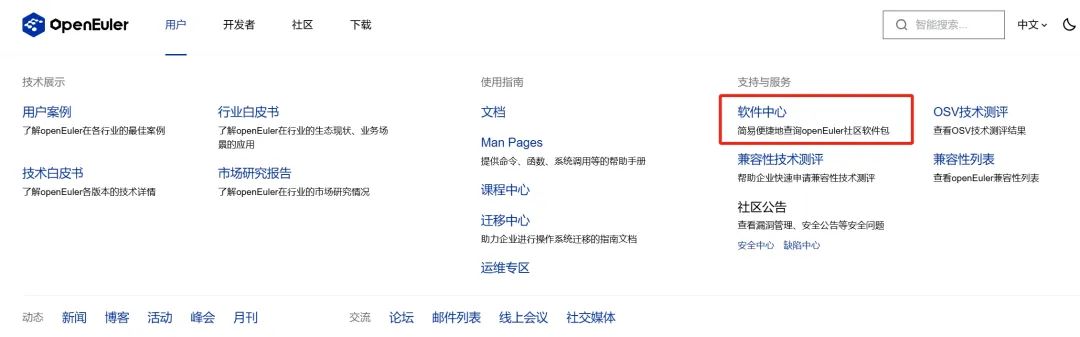 OpenEuler
用户
开发者
社区
下载
智能搜索...
中文
技术展示
用户案例
了解openEuler在各行业的最佳案例
行业白皮书
了解openEuler在行业的生态现状、业务场
景的应用
技术白皮书
了解openEuler各版本的技术详情
市场研究报告
了解openEuler在行业的市场研究情况
使用指南
文档
Man Pages
提供命令、函数、系统调用等的帮助手册
课程中心
迁移中心
助力企业进行操作系统迁移的指南文档
运维专区
支持与服务
软件中心
简易便捷地查询openEuler社区软件包
OSV技术测评
查看OSV技术测评结果
兼容性技术测评
帮助企业快速申请兼容性技术测评
兼容性列表
查看openEuler兼容性列表
社区公告
查看漏洞管理、安全公告等安全问题
安全中心 缺陷中心
动态 新闻 博客 活动 峰会 月刊
交流 论坛 邮件列表 线上会议 社交媒体